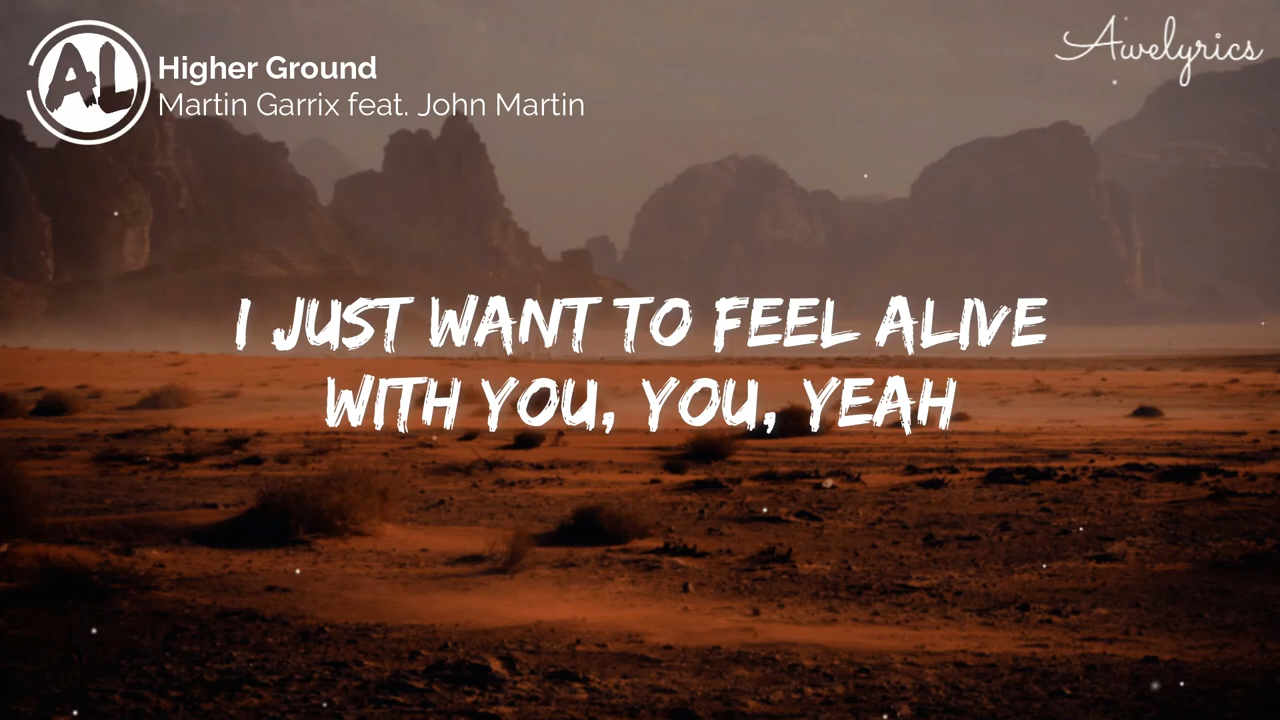 AL
Higher Ground
Martin Garrix feat. John Martin
Awelyrics
I JUST WANT TO FEEL ALIVE
WITH YOU, YOU, YEAH